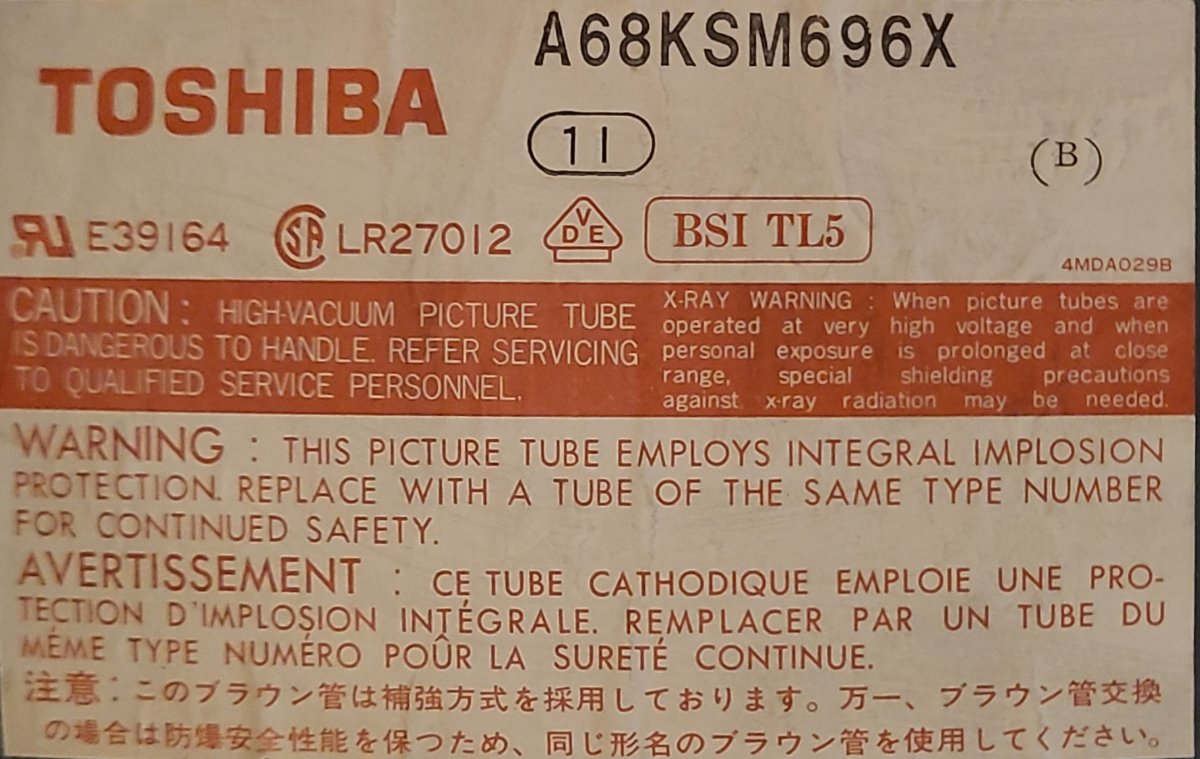 A68KSM696X
TOSHIBA
11
(B)
E39164 LR27012 VDE BSI TL5
4MDA029B
CAUTION : HIGH-VACUUM PICTURE TUBE
IS DANGEROUS TO HANDLE. REFER SERVICING
TO QUALIFIED SERVICE PERSONNEL.
X-RAY WARNING : When picture tubes are
operated at very high voltage and when
personal exposure is prolonged at close
range, special shielding precautions
against x-ray radiation may be needed.
WARNING : THIS PICTURE TUBE EMPLOYS INTEGRAL IMPLOSION
PROTECTION. REPLACE WITH A TUBE OF THE SAME TYPE NUMBER
FOR CONTINUED SAFETY.
AVERTISSEMENT : CE TUBE CATHODIQUE EMPLOIE UNE PRO-
TECTION D'IMPLOSION INTÉGRALE. REMPLACER PAR UN TUBE DU
MÉME TYPE NUMÉRO POÛR LA SURETÉ CONTINUE.
注意：このブラウン管は補強方式を採用しております。万一、ブラウン管交換
の場合は防爆安全性能を保つため、同じ形名のブラウン管を使用してください。